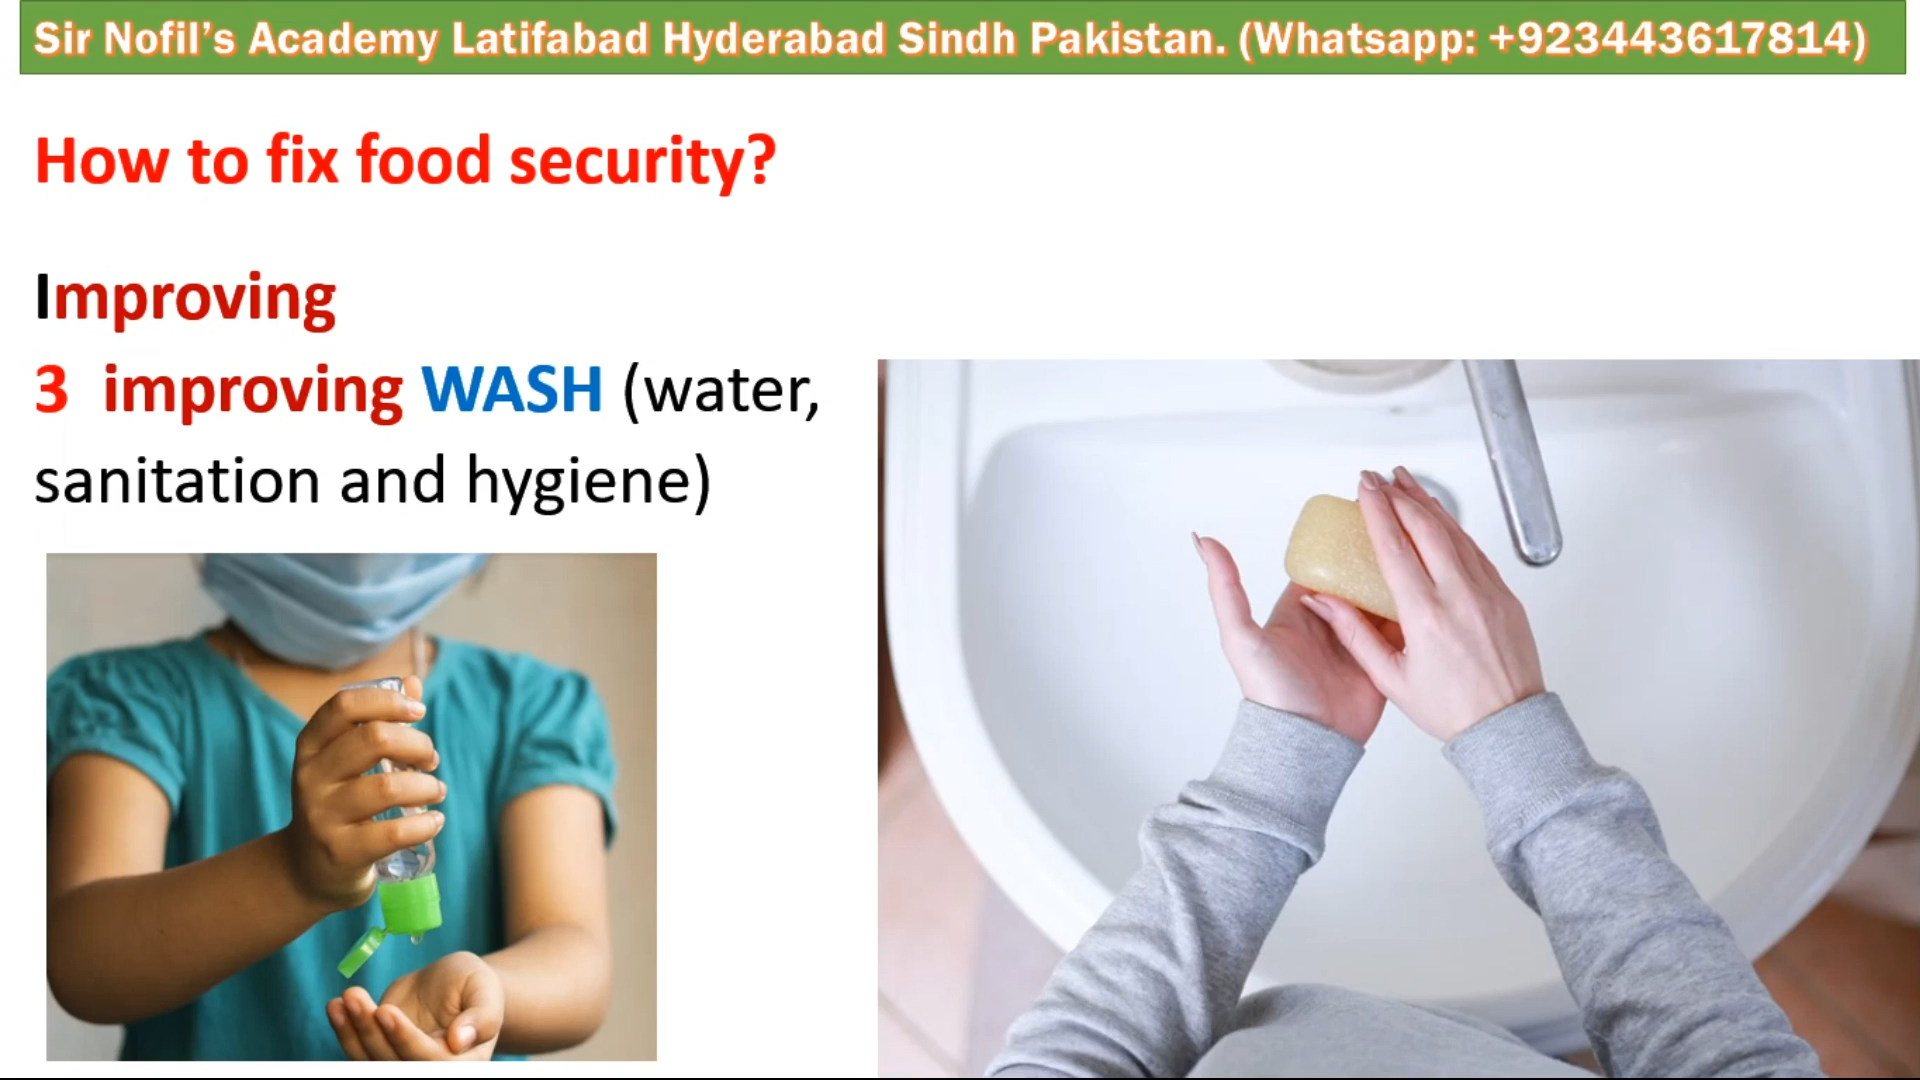 Sir Nofil’s Academy Latifabad Hyderabad Sindh Pakistan. (Whatsapp: +923443617814)
How to fix food security?
Improving
3 improving WASH (water,
sanitation and hygiene)